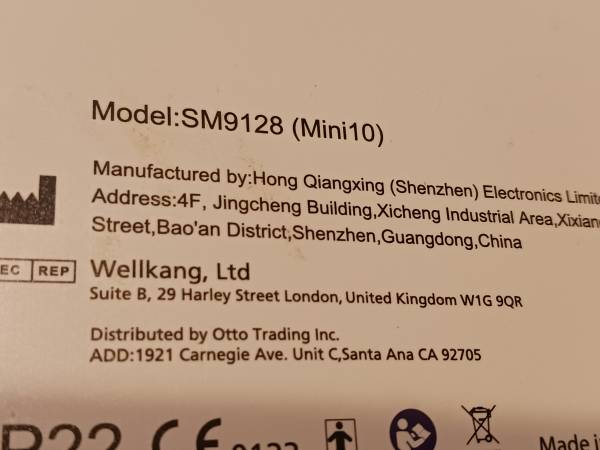 Model:SM9128 (Mini10)
Manufactured by:Hong Qiangxing (Shenzhen) Electronics
Address:4F, Jingcheng Building,Xicheng Industrial Area,
Street,Bao'an District,Shenzhen,Guangdong,China
EC REP
Wellkang, Ltd
Suite B, 29 Harley Street London, United Kingdom W1G 9QR
Distributed by Otto Trading Inc.
ADD:1921 Carnegie Ave. Unit C,Santa Ana CA 92705
CE
Made